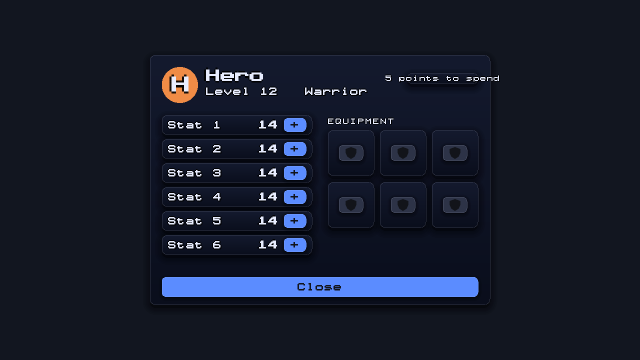 H
Hero
Level 12 Warrior
5 points to spend
Stat 1 14 +
Stat 2 14 +
Stat 3 14 +
Stat 4 14 +
Stat 5 14 +
Stat 6 14 +
EQUIPMENT
Close